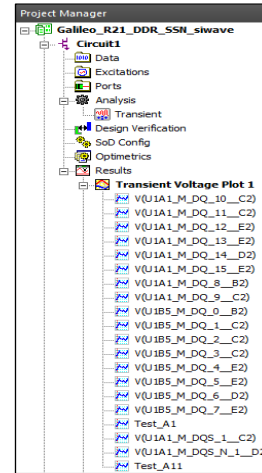 Project Manager
Galileo_R21_DDR_SSN_siwave
Circuit1
Data
Excitations
Ports
Analysis
Transient
Design Verification
SoD Config
Optimetrics
Results
Transient Voltage Plot 1
V(U1A1_M_DQ_10__C2)
V(U1A1_M_DQ_11__C2)
V(U1A1_M_DQ_12__E2)
V(U1A1_M_DQ_13__E2)
V(U1A1_M_DQ_14__D2)
V(U1A1_M_DQ_15__E2)
V(U1A1_M_DQ_8__B2)
V(U1A1_M_DQ_9__C2)
V(U1B5_M_DQ_0__B2)
V(U1B5_M_DQ_1__C2)
V(U1B5_M_DQ_2__C2)
V(U1B5_M_DQ_3__C2)
V(U1B5_M_DQ_4__E2)
V(U1B5_M_DQ_5__E2)
V(U1B5_M_DQ_6__D2)
V(U1B5_M_DQ_7__E2)
Test_A1
V(U1A1_M_DQS_1__C2)
V(U1A1_M_DQS_N_1__D2
Test_A11